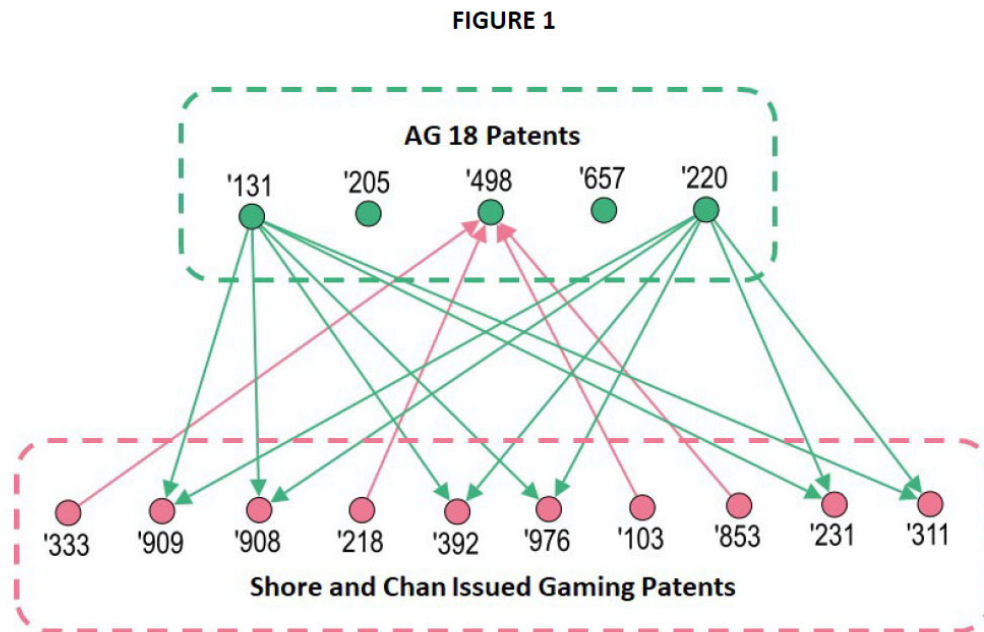 FIGURE 1
AG 18 Patents
'131 '205 '498 '657 '220
'333 '909 '908 '218 '392 '976 '103 '853 '231 '311
Shore and Chan Issued Gaming Patents